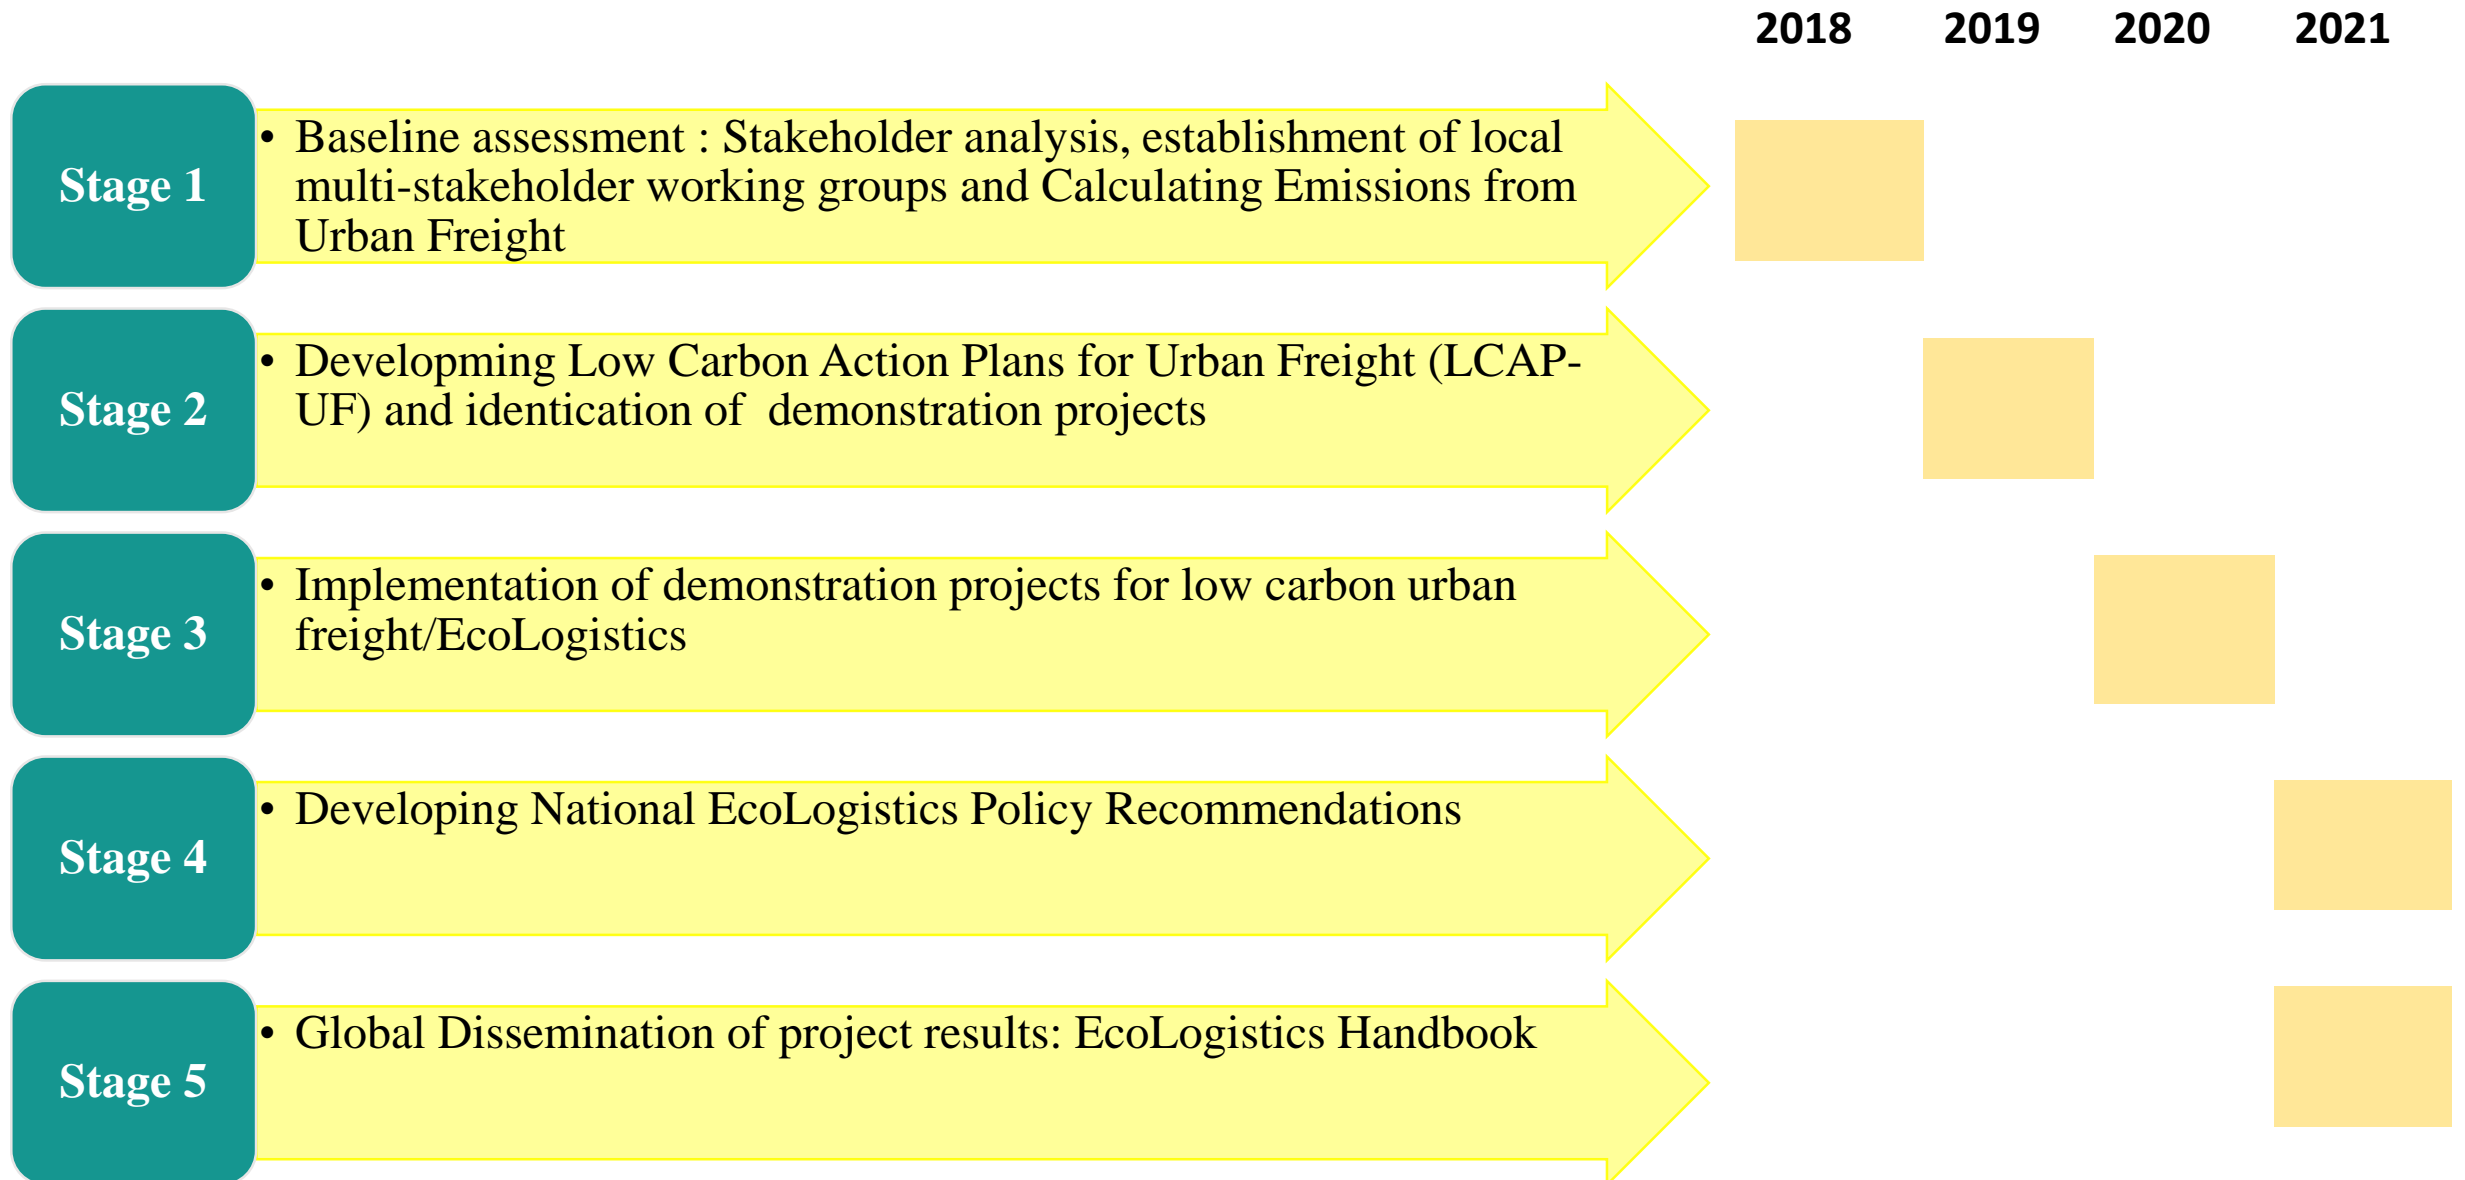 2018 2019 2020 2021
Stage 1
• Baseline assessment : Stakeholder analysis, establishment of local
multi-stakeholder working groups and Calculating Emissions from
Urban Freight
Stage 2
• Developming Low Carbon Action Plans for Urban Freight (LCAP-
UF) and identication of  demonstration projects
Stage 3
• Implementation of demonstration projects for low carbon urban
freight/EcoLogistics
Stage 4
• Developing National EcoLogistics Policy Recommendations
Stage 5
• Global Dissemination of project results: EcoLogistics Handbook